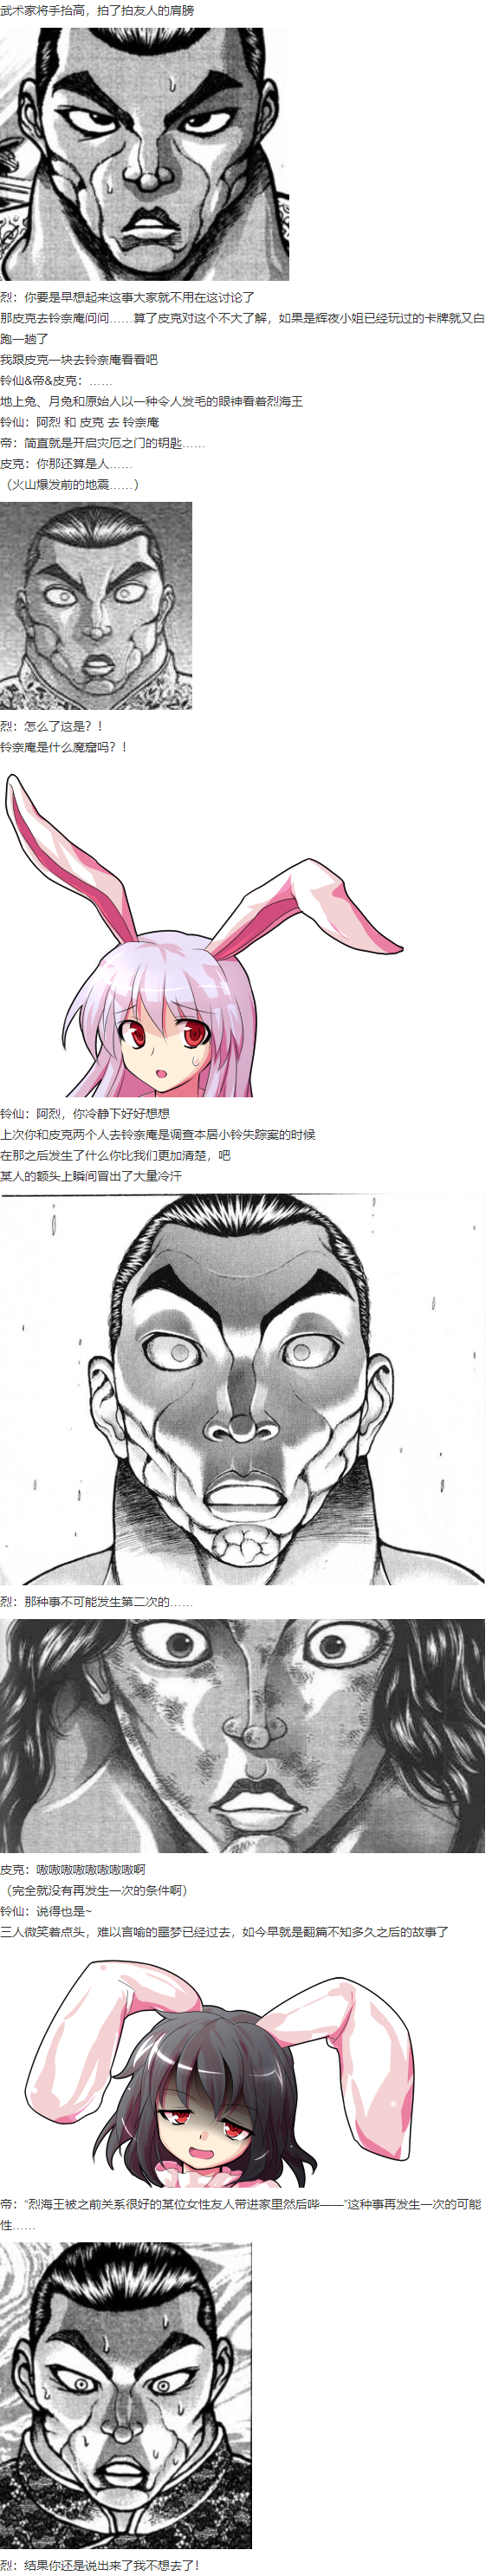 武术家将手抬高，拍了拍友人的肩膀
烈：你要是早想起来这事大家就不用在这讨论了
那皮克去铃奈庵问问……算了皮克对这个不大了解，如果是辉夜小姐已经玩过的卡牌就又白
跑一趟了
我跟皮克一块去铃奈庵看看吧
铃仙&帝&皮克：……
地上兔、月兔和原始人以一种令人发毛的眼神看着烈海王
铃仙：阿烈 和 皮克 去 铃奈庵
帝：简直就是开启灾厄之门的钥匙……
皮克：你那还算是人……
（火山爆发前的地震……）
烈：怎么了这是？！
铃奈庵是什么魔窟吗？！
铃仙：阿烈，你冷静下好好想想
上次你和皮克两个人去铃奈庵是调查本居小铃失踪案的时候
在那之后发生了什么你比我们更加清楚，吧
某人的额头上瞬间冒出了大量冷汗
烈：那种事不可能发生第二次的……
皮克：嗷嗷嗷嗷嗷嗷嗷嗷啊
（完全就没有再发生一次的条件啊）
铃仙：说得也是~
三人微笑着点头，难以言喻的噩梦已经过去，如今早就是翻篇不知多久之后的故事了
帝：“烈海王被之前关系很好的某位女性友人带进家里然后哔——”这种事再发生一次的可能
性……
烈：结果你还是说出来了我不想去了！